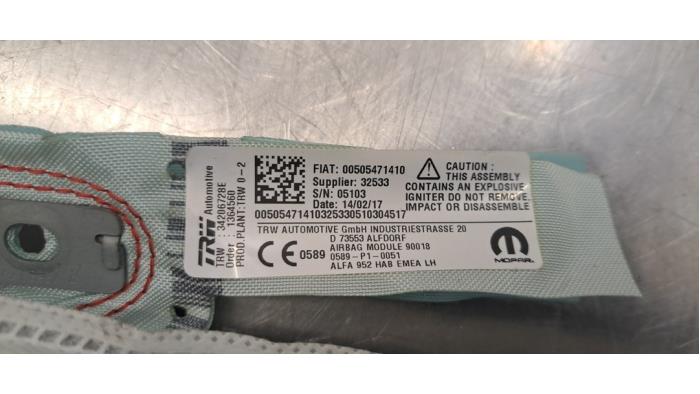 TRW Automotive
TRW : 34206728E
Order : 1364560
PROD.PLANT:TRW 0-2
FIAT: 00505471410
Supplier: 32533
S/N: 05103
Date: 14/02/17
00505471410325330510304517
CAUTION :
THIS ASSEMBLY
CONTAINS AN EXPLOSIVE
IGNITER DO NOT REMOVE,
IMPACT OR DISASSEMBLE
TRW AUTOMOTIVE GmbH INDUSTRIESTRASSE 20
D 73553 ALFDORF
AIRBAG MODULE 90018
CE 0589 0589-P1-0051
ALFA 952 HAB EMEA LH
MOPAR